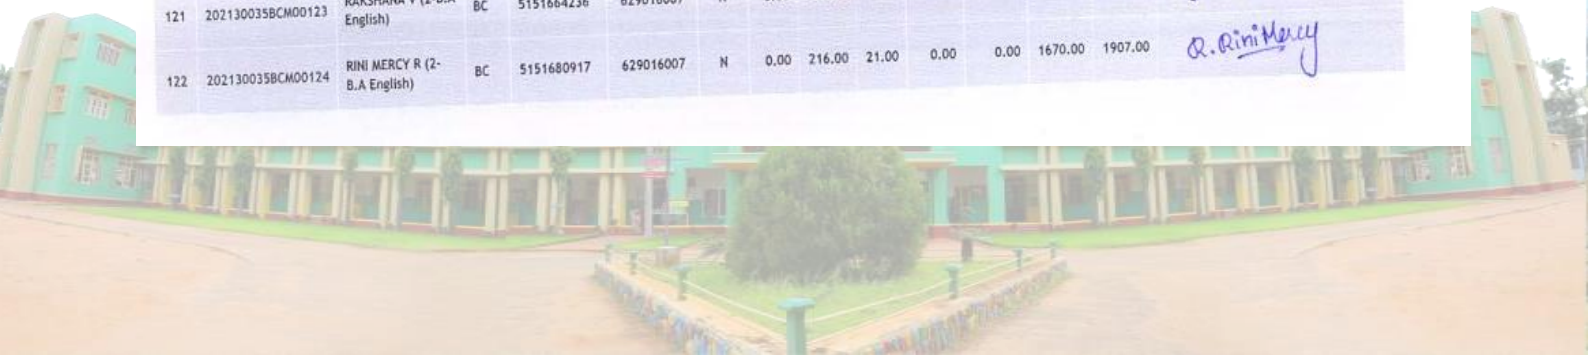 121 202130035BCM00123 English) BC 5151664236
122 202130035BCM00124 RINI MERCY R (2- BC 5151680917 629016007 N 0.00 216.00 21.00 0.00 0.00 1670.00 1907.00 R. Rini Mercy
B.A English)